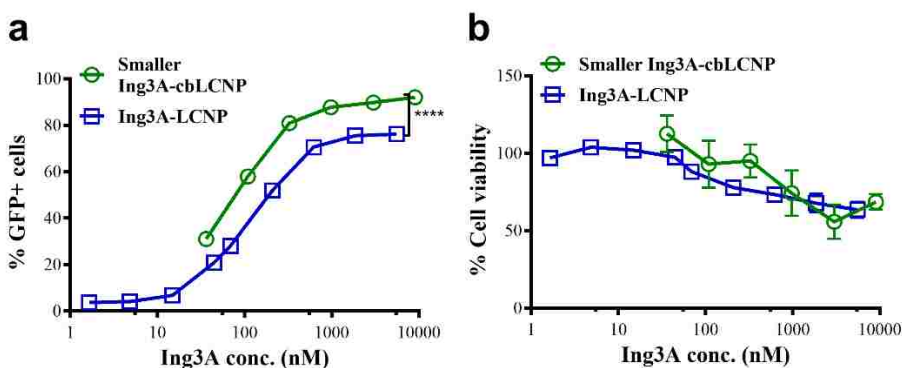 a
Smaller
Ing3A-cbLCNP
Ing3A-LCNP
****
% GFP+ cells
100
80
60
40
20
0
1
10
100
1000
10000
Ing3A conc. (nM)
b
Smaller Ing3A-cbLCNP
Ing3A-LCNP
% Cell viability
150
100
50
0
1
10
100
1000
10000
Ing3A conc. (nM)